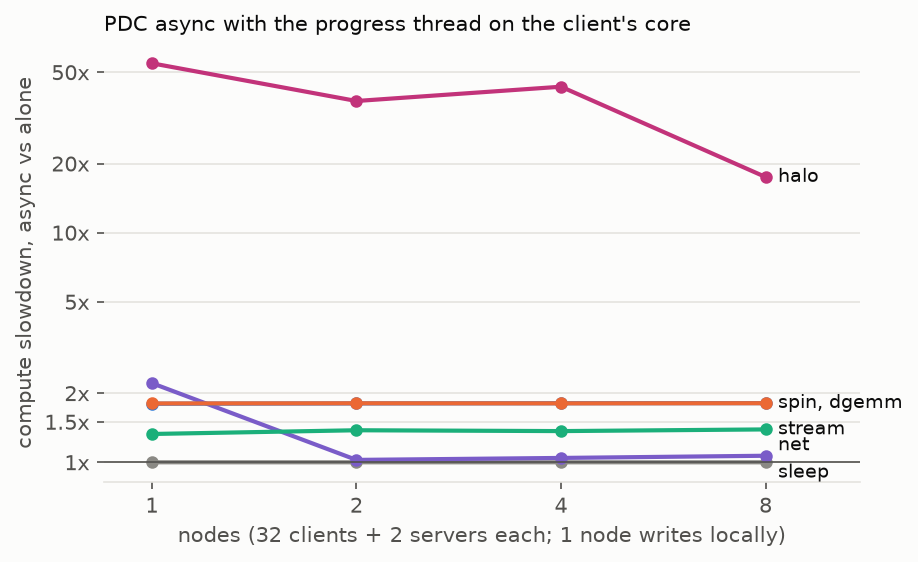 PDC async with the progress thread on the client's core
compute slowdown, async vs alone
50x
20x
10x
5x
2x
1.5x
1x
halo
spin, dgemm
stream
net
sleep
1 2 4 8
nodes (32 clients + 2 servers each; 1 node writes locally)